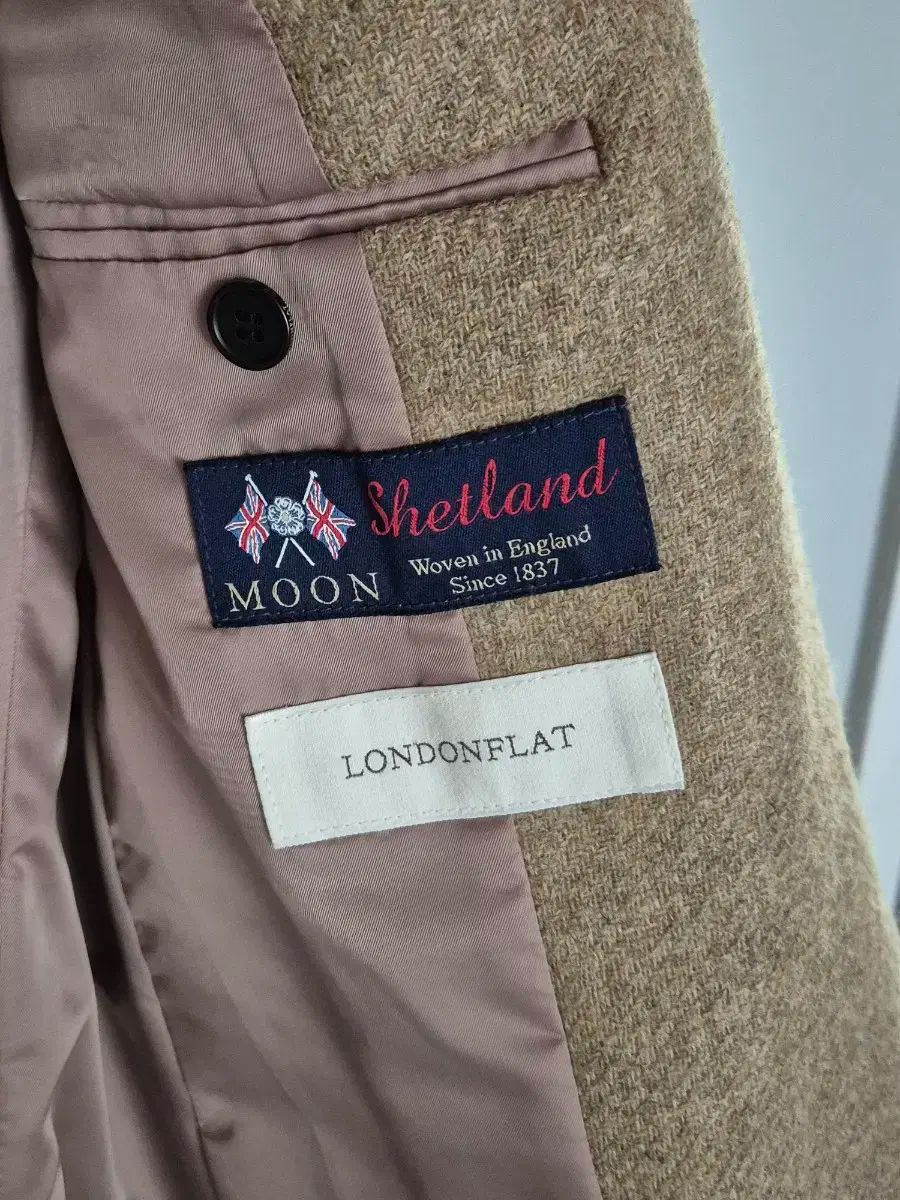 Shetland
MOON
Woven in England
Since 1837
LONDONFLAT